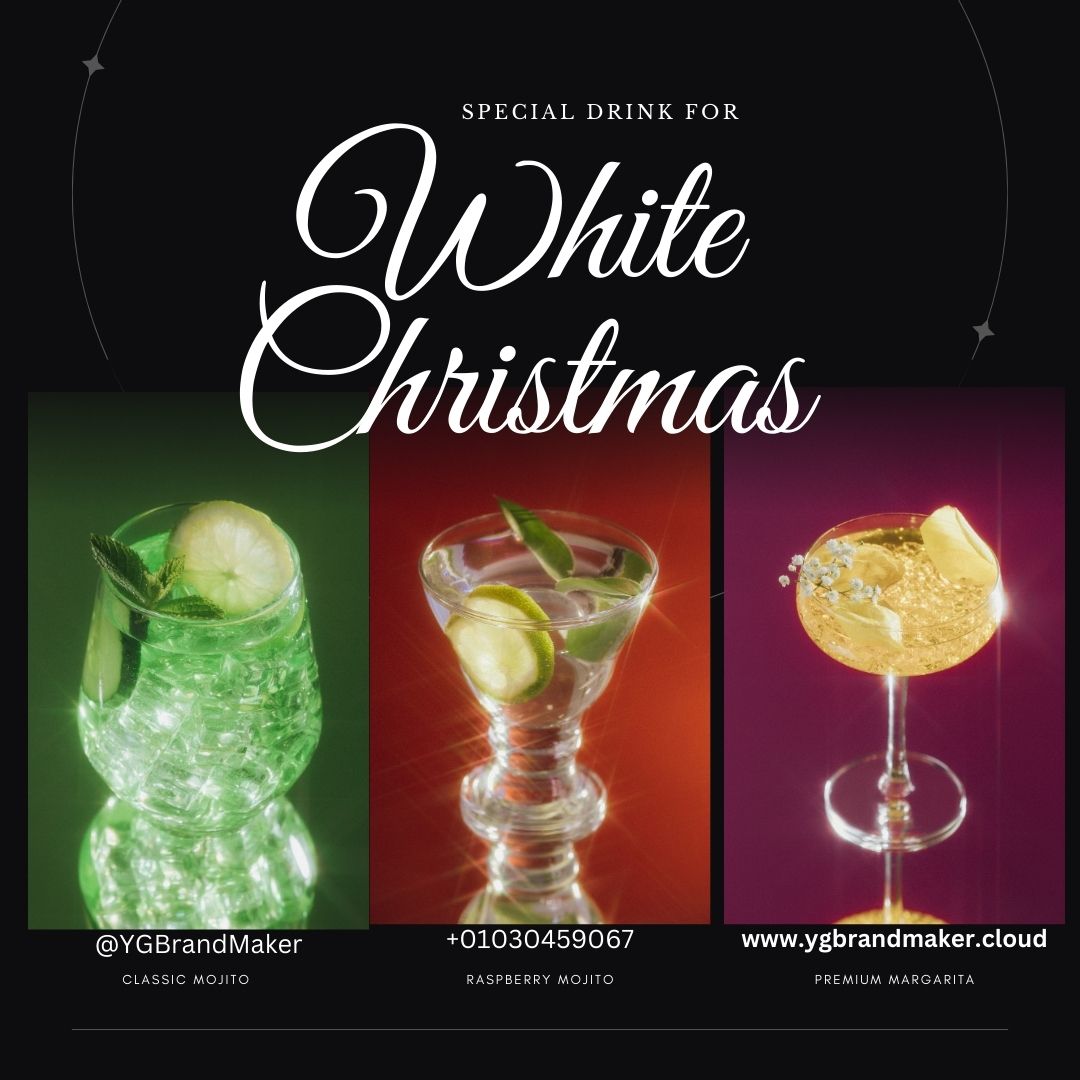 SPECIAL DRINK FOR
White
Christmas
@YGBrandMaker
+01030459067
www.ygbrandmaker.cloud
CLASSIC MOJITO
RASPBERRY MOJITO
PREMIUM MARGARITA